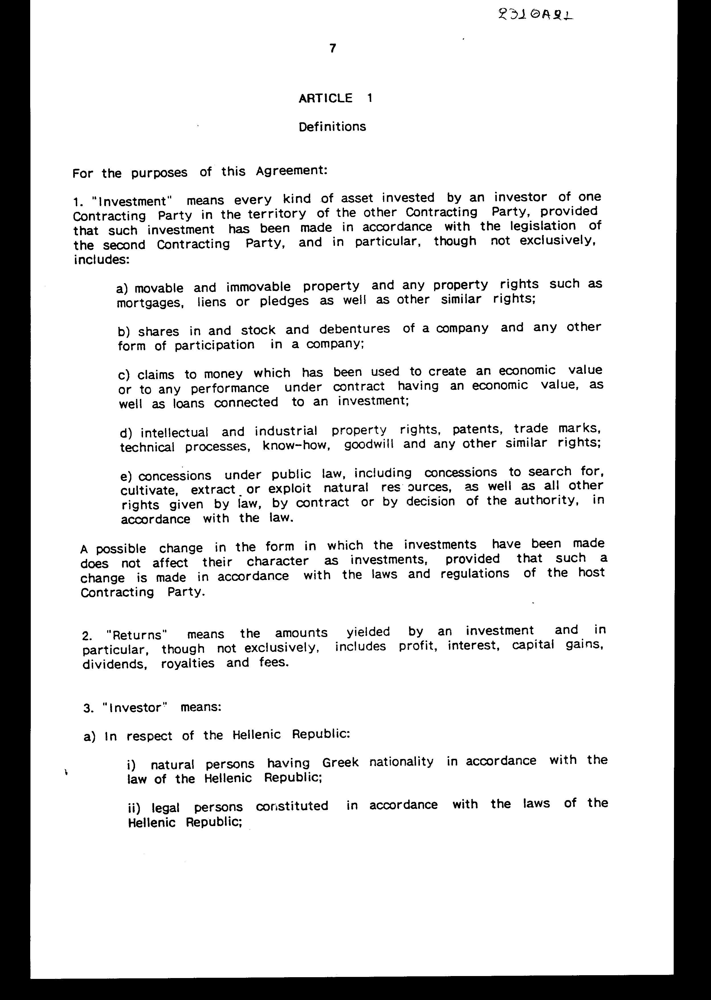 7
ARTICLE 1
Definitions
For the purposes of this Agreement:
1. "Investment" means every kind of asset invested by an investor of one
Contracting Party in the territory of the other Contracting Party, provided
that such investment has been made in accordance with the legislation of
the second Contracting Party, and in particular, though not exclusively,
includes:
a) movable and immovable property and any property rights such as
mortgages, liens or pledges as well as other similar rights;
b) shares in and stock and debentures of a company and any other
form of participation in a company;
c) claims to money which has been used to create an economic value
or to any performance under contract having an economic value, as
well as loans connected to an investment;
d) intellectual and industrial property rights, patents, trade marks,
technical processes, know-how, goodwill and any other similar rights;
e) concessions under public law, including concessions to search for,
cultivate, extract or exploit natural resources, as well as all other
rights given by law, by contract or by decision of the authority, in
accordance with the law.
A possible change in the form in which the investments have been made
does not affect their character as investments, provided that such a
change is made in accordance with the laws and regulations of the host
Contracting Party.
2. "Returns" means the amounts yielded by an investment and in
particular, though not exclusively, includes profit, interest, capital gains,
dividends, royalties and fees.
3. "Investor" means:
a) In respect of the Hellenic Republic:
i) natural persons having Greek nationality in accordance with the
law of the Hellenic Republic;
ii) legal persons constituted in accordance with the laws of the
Hellenic Republic;